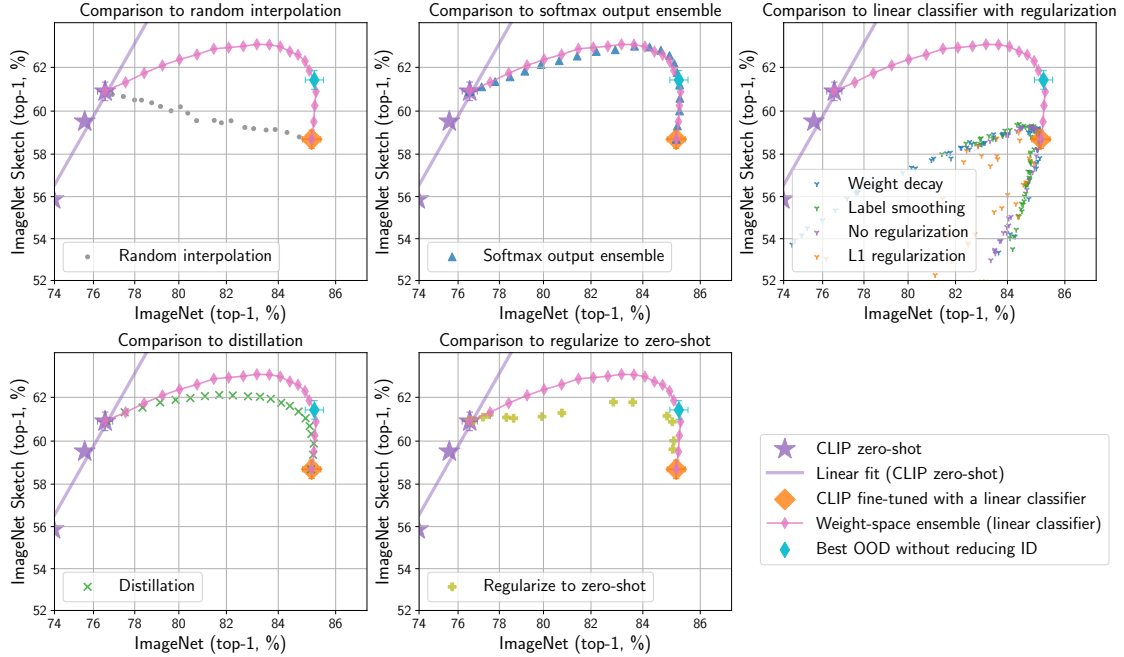 Comparison to random interpolation
ImageNet Sketch (top-1, %)
62
60
58
56
54
52
Random interpolation
74
76
78
80
82
84
86
ImageNet (top-1, %)
Comparison to softmax output ensemble
ImageNet Sketch (top-1, %)
62
60
58
56
54
52
Softmax output ensemble
74
76
78
80
82
84
86
ImageNet (top-1, %)
Comparison to linear classifier with regularization
ImageNet Sketch (top-1, %)
62
60
58
56
54
52
Weight decay
Label smoothing
No regularization
L1 regularization
74
76
78
80
82
84
86
ImageNet (top-1, %)
Comparison to distillation
ImageNet Sketch (top-1, %)
62
60
58
56
54
52
Distillation
74
76
78
80
82
84
86
ImageNet (top-1, %)
Comparison to regularize to zero-shot
ImageNet Sketch (top-1, %)
62
60
58
56
54
52
Regularize to zero-shot
74
76
78
80
82
84
86
ImageNet (top-1, %)
CLIP zero-shot
Linear fit (CLIP zero-shot)
CLIP fine-tuned with a linear classifier
Weight-space ensemble (linear classifier)
Best OOD without reducing ID